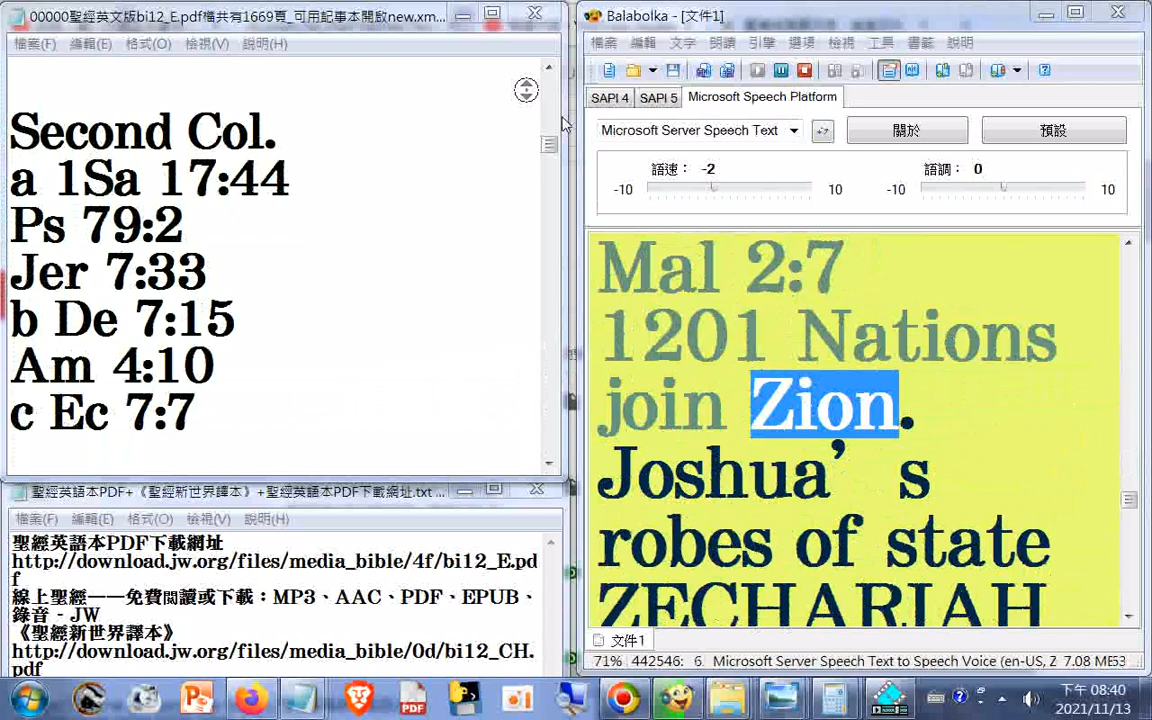 00000聖經英文版bi12_E.pdf檔共有1669頁_可用記事本開啟new.xm...
檔案(F) 編輯(E) 格式(O) 檢視(V) 說明(H)
Second Col.
a 1Sa 17:44
Ps 79:2
Jer 7:33
b De 7:15
Am 4:10
c Ec 7:7
聖經英語本PDF+《聖經新世界譯本》+聖經英語本PDF下載網址.txt ...
檔案(F) 編輯(E) 格式(O) 檢視(V) 說明(H)
聖經英語本PDF下載網址
http://download.jw.org/files/media_bible/4f/bi12_E.pd
f
線上聖經——免費閱讀或下載：MP3、AAC、PDF、EPUB、
錄音 - JW
《聖經新世界譯本》
http://download.jw.org/files/media_bible/0d/bi12_CH.
pdf
Balabolka - [文件1]
檔案 編輯 文字 朗讀 引擎 選項 檢視 工具 書籤 說明
SAPI 4 SAPI 5 Microsoft Speech Platform
Microsoft Server Speech Text 關於 預設
語速： -2 語調： 0
-10 10 -10 10
Mal 2:7
1201 Nations
join Zion.
Joshua’s
robes of state
ZECHARIAH
文件1
71% 442546: 6. Microsoft Server Speech Text to Speech Voice (en-US, Z 7.08 ME53
PDF
下午 08:40
2021/11/13